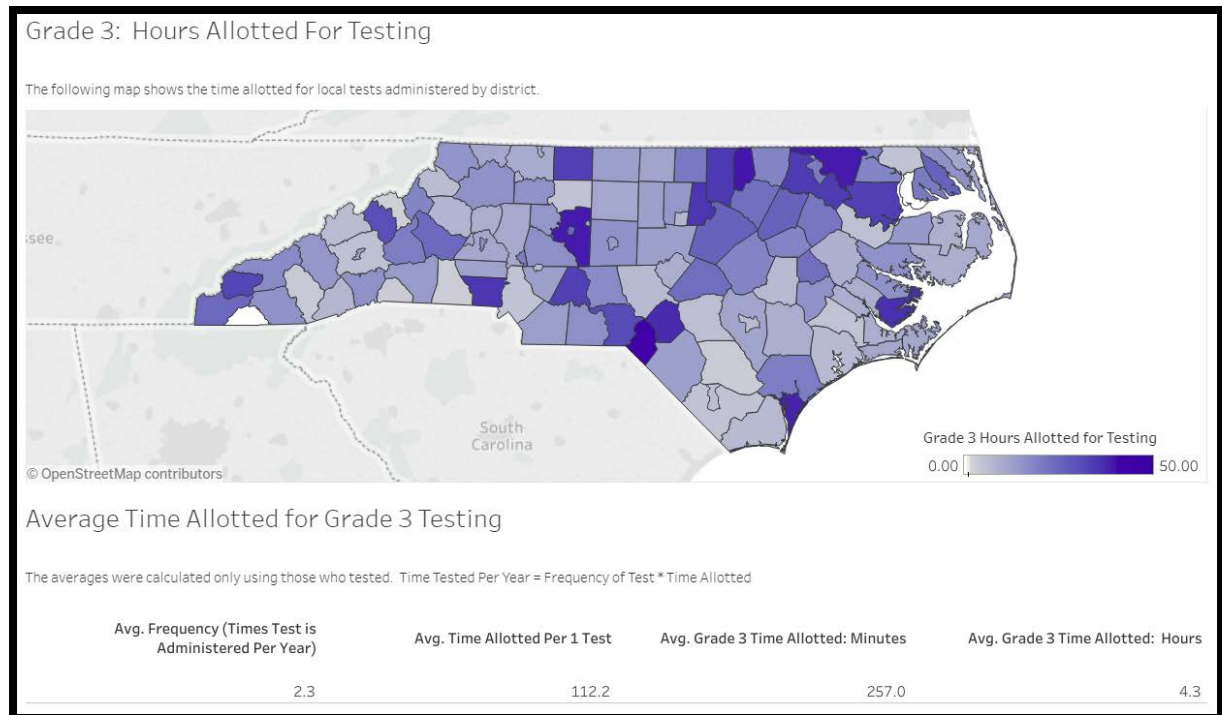 Grade 3:  Hours Allotted For Testing
The following map shows the time allotted for local tests administered by district.
ssee
South
Carolina
Grade 3 Hours Allotted for Testing
0.00 50.00
© OpenStreetMap contributors
Average Time Allotted for Grade 3 Testing
The averages were calculated only using those who tested.  Time Tested Per Year = Frequency of Test * Time Allotted
Avg. Frequency (Times Test is
Administered Per Year) Avg. Time Allotted Per 1 Test Avg. Grade 3 Time Allotted: Minutes Avg. Grade 3 Time Allotted:  Hours
2.3 112.2 257.0 4.3